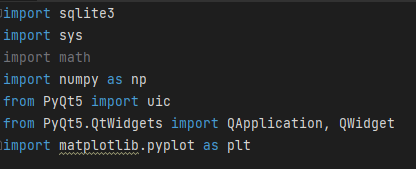 import sqlite3
import sys
import math
import numpy as np
from PyQt5 import uic
from PyQt5.QtWidgets import QApplication, QWidget
import matplotlib.pyplot as plt